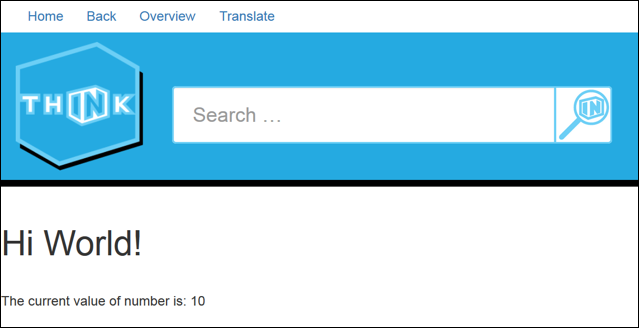 Home Back Overview Translate
THINK
Search …
IN
Hi World!
The current value of number is: 10